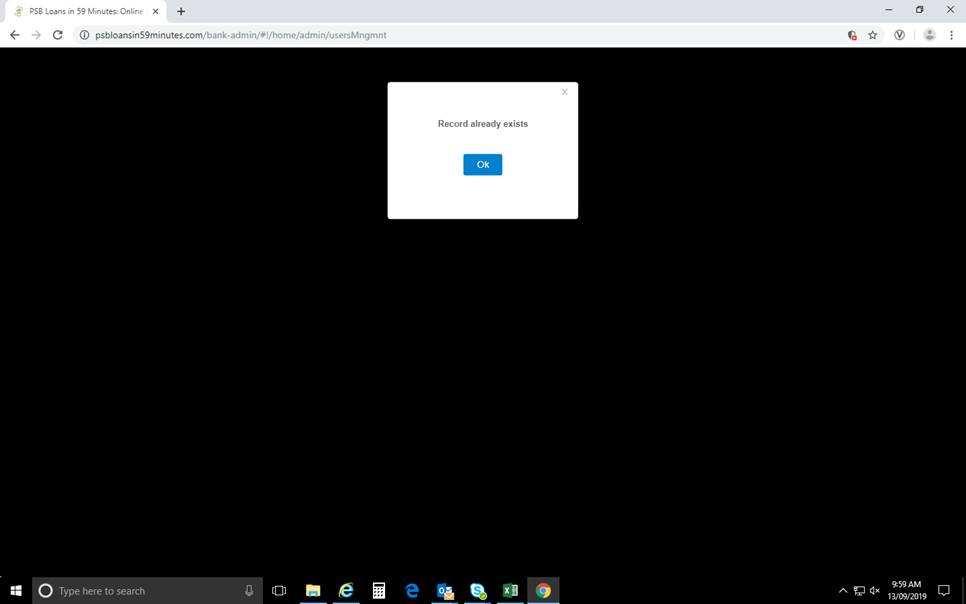 PSB Loans in 59 Minutes: Online
psbloansin59minutes.com/bank-admin/#!/home/admin/usersMngmnt
X
Record already exists
Ok
Type here to search
9:59 AM
13/09/2019